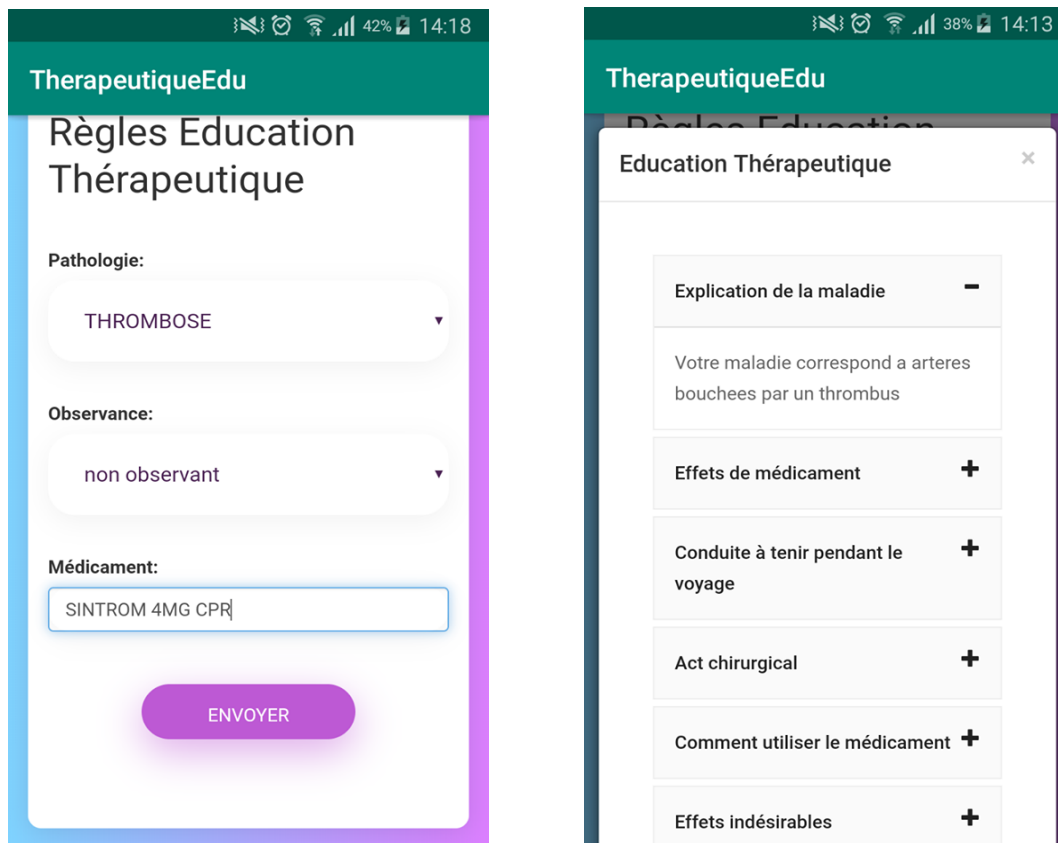 42% 14:18
TherapeutiqueEdu
Règles Education
Thérapeutique
Pathologie:
THROMBOSE
Observance:
non observant
Médicament:
SINTROM 4MG CPR
ENVOYER
38% 14:13
TherapeutiqueEdu
Règles Education
Education Thérapeutique ×
Explication de la maladie
Votre maladie correspond a arteres
bouchees par un thrombus
Effets de médicament
Conduite à tenir pendant le
voyage
Act chirurgical
Comment utiliser le médicament
Effets indésirables